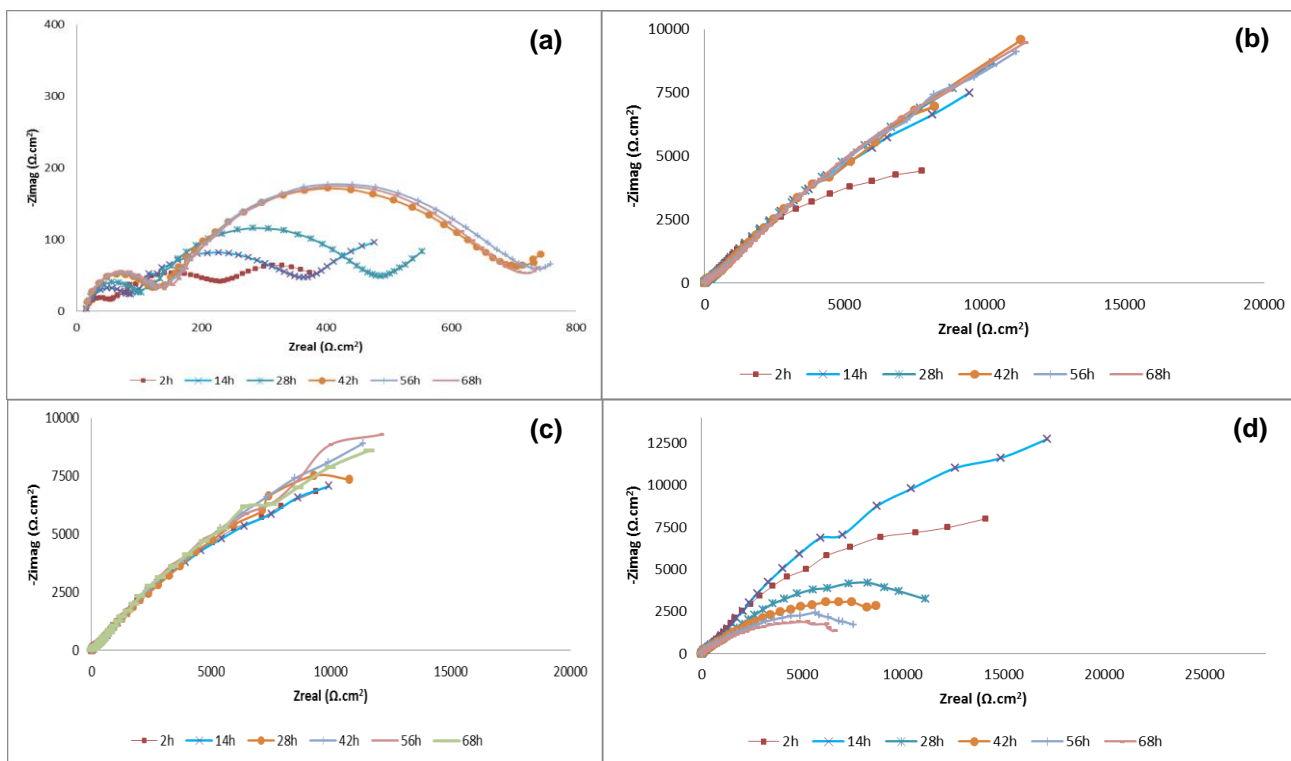 (a)
400
300
200
100
0
-Zimag (Ω.cm²)
0 200 400 600 800
Zreal (Ω.cm²)
2h 14h 28h 42h 56h 68h
(b)
10000
7500
5000
2500
0
-Zimag (Ω.cm²)
0 5000 10000 15000 20000
Zreal (Ω.cm²)
2h 14h 28h 42h 56h 68h
(c)
10000
7500
5000
2500
0
-Zimag (Ω.cm²)
0 5000 10000 15000 20000
Zreal (Ω.cm²)
2h 14h 28h 42h 56h 68h
(d)
12500
10000
7500
5000
2500
0
-Zimag (Ω.cm²)
0 5000 10000 15000 20000 25000
Zreal (Ω.cm²)
2h 14h 28h 42h 56h 68h